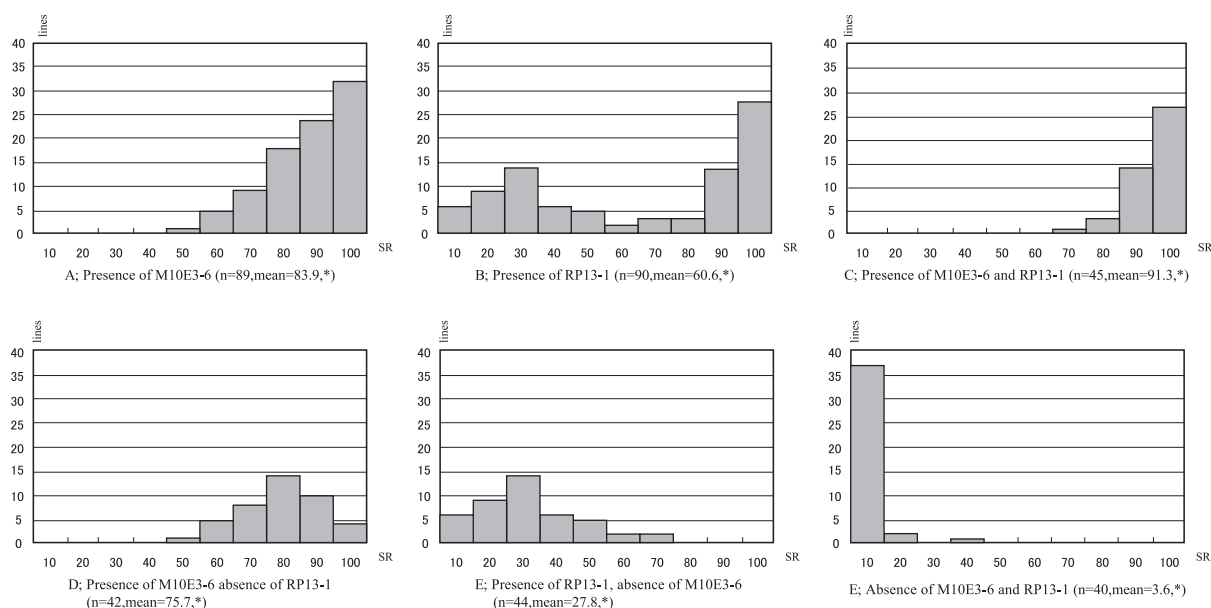 lines
40
35
30
25
20
15
10
5
0
10 20 30 40 50 60 70 80 90 100 SR
A; Presence of M10E3-6 (n=89,mean=83.9,*)
lines
40
35
30
25
20
15
10
5
0
10 20 30 40 50 60 70 80 90 100 SR
B; Presence of RP13-1 (n=90,mean=60.6,*)
lines
40
35
30
25
20
15
10
5
0
10 20 30 40 50 60 70 80 90 100 SR
C; Presence of M10E3-6 and RP13-1 (n=45,mean=91.3,*)
lines
40
35
30
25
20
15
10
5
0
10 20 30 40 50 60 70 80 90 100 SR
D; Presence of M10E3-6 absence of RP13-1
(n=42,mean=75.7,*)
lines
40
35
30
25
20
15
10
5
0
10 20 30 40 50 60 70 80 90 100 SR
E; Presence of RP13-1, absence of M10E3-6
(n=44,mean=27.8,*)
lines
40
35
30
25
20
15
10
5
0
10 20 30 40 50 60 70 80 90 100 SR
E; Absence of M10E3-6 and RP13-1 (n=40,mean=3.6,*)